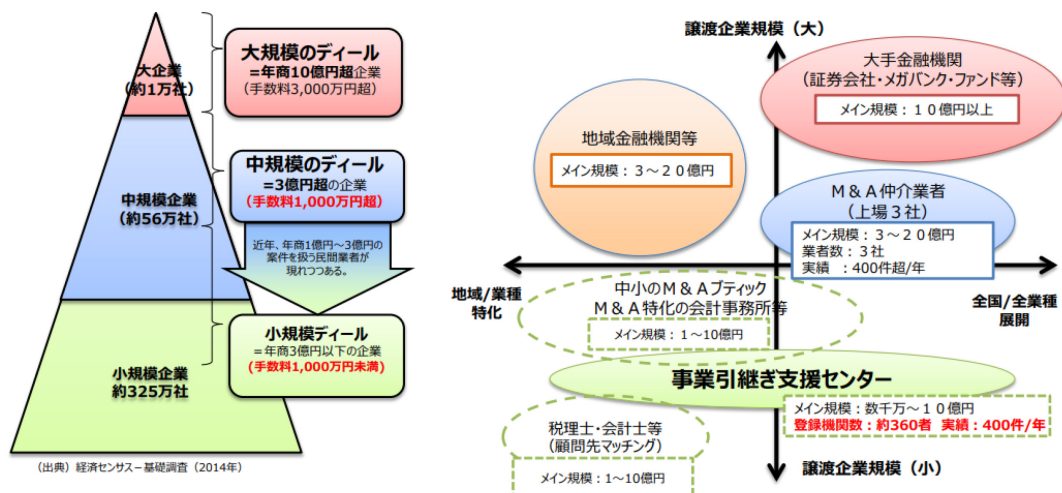 大企業
(約1万社)
大規模のディール
=年商10億円超企業
(手数料3,000万円超)
中規模企業
(約56万社)
中規模のディール
=3億円超の企業
(手数料1,000万円超)
近年、年商1億円~3億円の
案件を扱う民間業者が
現れつつある。
小規模企業
約325万社
小規模ディール
=年商3億円以下の企業
(手数料1,000万円未満)
(出典)経済センサス-基礎調査(2014年)
譲渡企業規模(大)
大手金融機関
(証券会社・メガバンク・ファンド等)
メイン規模:10億円以上
地域金融機関等
メイン規模:3~20億円
M&A仲介業者
(上場3社)
メイン規模:3~20億円
業者数:3社
実績 :400件超/年
地域/業種
特化
全国/全業種
展開
中小のM&Aブティック
M&A特化の会計事務所等
メイン規模:1~10億円
事業引継ぎ支援センター
メイン規模:数千万~10億円
登録機関数:約360者 実績:400件/年
税理士・会計士等
(顧問先マッチング)
メイン規模:1~10億円
譲渡企業規模(小)